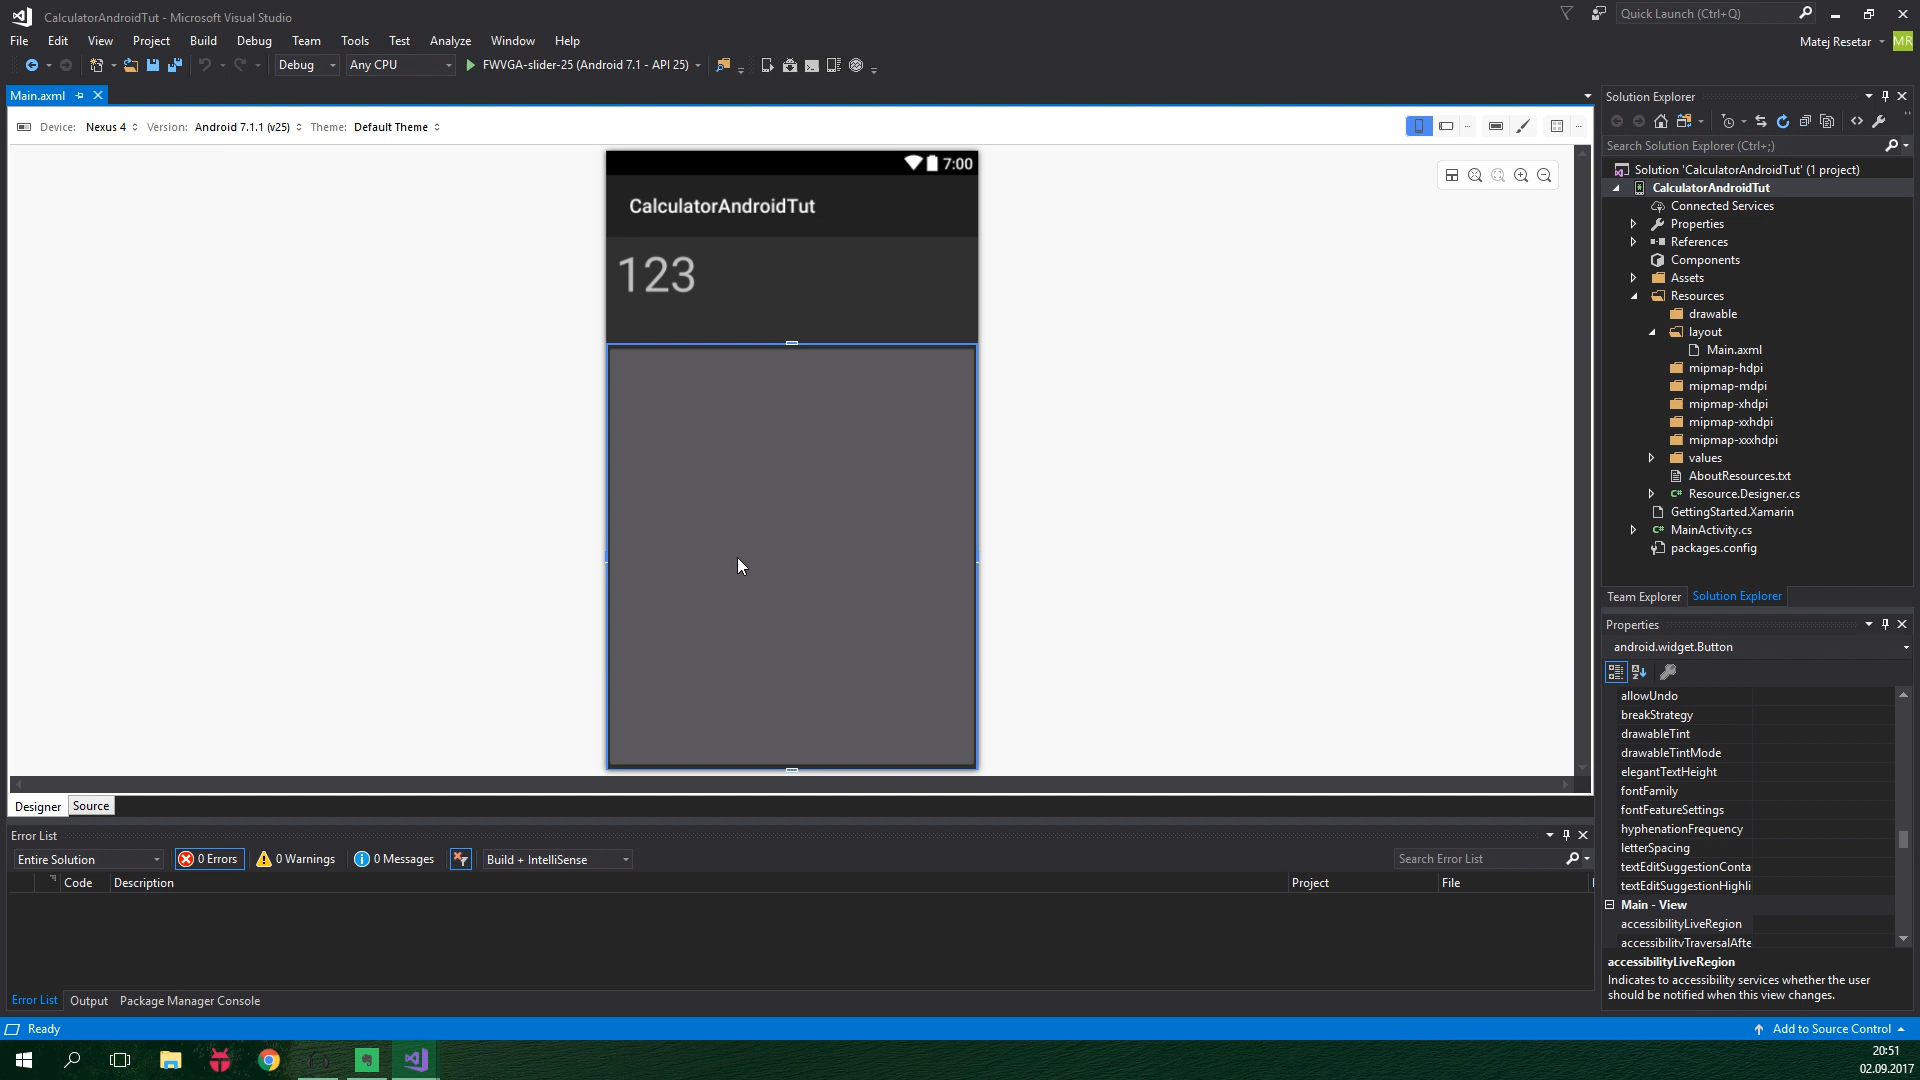 CalculatorAndroidTut - Microsoft Visual Studio
Quick Launch (Ctrl+Q)
File Edit View Project Build Debug Team Tools Test Analyze Window Help
Matej Resetar MR
Debug Any CPU FWVGA-slider-25 (Android 7.1 - API 25)
Main.axml
Device: Nexus 4 Version: Android 7.1.1 (v25) Theme: Default Theme
7:00
CalculatorAndroidTut
123
Designer Source
Error List
Entire Solution 0 Errors 0 Warnings 0 Messages Build + IntelliSense Search Error List
Code Description Project File
Error List Output Package Manager Console
Solution Explorer
Search Solution Explorer (Ctrl+;)
Solution 'CalculatorAndroidTut' (1 project)
CalculatorAndroidTut
Connected Services
Properties
References
Components
Assets
Resources
drawable
layout
Main.axml
mipmap-hdpi
mipmap-mdpi
mipmap-xhdpi
mipmap-xxhdpi
mipmap-xxxhdpi
values
AboutResources.txt
C# Resource.Designer.cs
GettingStarted.Xamarin
C# MainActivity.cs
packages.config
Team Explorer Solution Explorer
Properties
android.widget.Button
allowUndo
breakStrategy
drawableTint
drawableTintMode
elegantTextHeight
fontFamily
fontFeatureSettings
hyphenationFrequency
letterSpacing
textEditSuggestionConta
textEditSuggestionHighli
Main - View
accessibilityLiveRegion
accessibilityTraversalAfte
accessibilityLiveRegion
Indicates to accessibility services whether the user
should be notified when this view changes.
Ready
Add to Source Control
20:51
02.09.2017